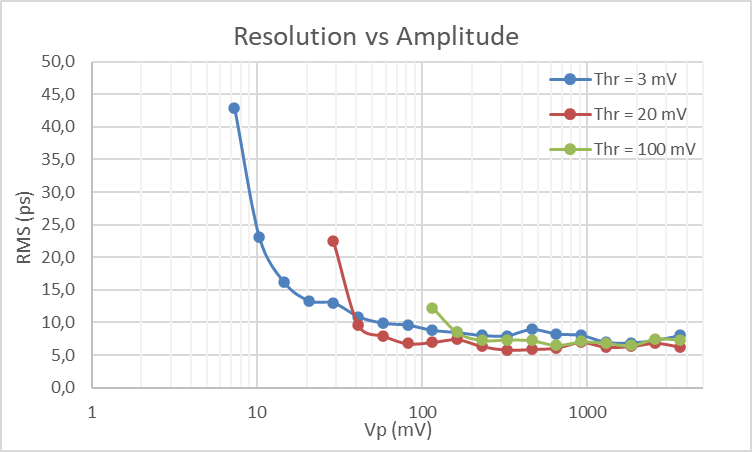 Resolution vs Amplitude
50,0
45,0
40,0
35,0
30,0
25,0
20,0
15,0
10,0
5,0
0,0
RMS (ps)
Thr = 3 mV
Thr = 20 mV
Thr = 100 mV
1
10
100
1000
Vp (mV)